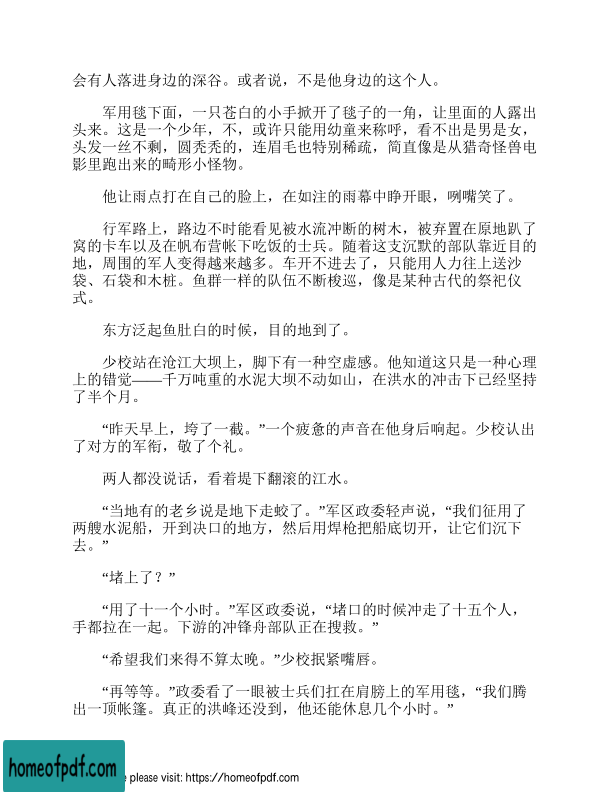 会有人落进身边的深谷。或者说，不是他身边的这个人。
军用毯下面，一只苍白的小手掀开了毯子的一角，让里面的人露出
头来。这是一个少年，不，或许只能用幼童来称呼，看不出是男是女，
头发一丝不剩，圆秃秃的，连眉毛也特别稀疏，简直像是从猎奇怪兽电
影里跑出来的畸形小怪物。
他让雨点打在自己的脸上，在如注的雨幕中睁开眼，咧嘴笑了。
行军路上，路边不时能看见被水流冲断的树木，被弃置在原地趴了
窝的卡车以及在帆布营帐下吃饭的士兵。随着这支沉默的部队靠近目的
地，周围的军人变得越来越多。车开不进去了，只能用人力往上送沙
袋、石袋和木桩。鱼群一样的队伍不断梭巡，像是某种古代的祭祀仪
式。
东方泛起鱼肚白的时候，目的地到了。
少校站在沧江大坝上，脚下有一种空虚感。他知道这只是一种心理
上的错觉——千万吨重的水泥大坝不动如山，在洪水的冲击下已经坚持
了半个月。
“昨天早上，垮了一截。”一个疲惫的声音在他身后响起。少校认出
了对方的军衔，敬了个礼。
两人都没说话，看着堤下翻滚的江水。
“当地有的老乡说是地下走蛟了。”军区政委轻声说，“我们征用了
两艘水泥船，开到决口的地方，然后用焊枪把船底切开，让它们沉下
去。”
“堵上了？”
“用了十一个小时。”军区政委说，“堵口的时候冲走了十五个人，
手都拉在一起。下游的冲锋舟部队正在搜救。”
“希望我们来得不算太晚。”少校抿紧嘴唇。
“再等等。”政委看了一眼被士兵们扛在肩膀上的军用毯，“我们腾
出一顶帐篷。真正的洪峰还没到，他还能休息几个小时。”
homeofpdf.com
e please visit: https://homeofpdf.com